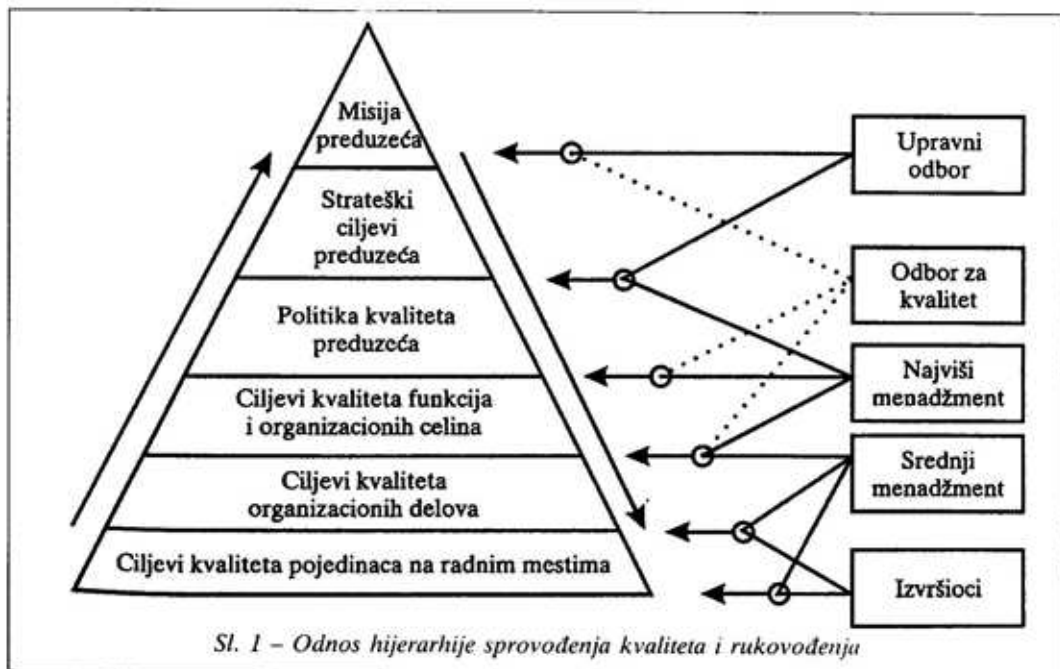 Misija
preduzeća
Strateški
ciljevi
preduzeća
Politika kvaliteta
preduzeća
Ciljevi kvaliteta funkcija
i organizacionih celina
Ciljevi kvaliteta
organizacionih delova
Ciljevi kvaliteta pojedinaca na radnim mestima
Upravni
odbor
Odbor za
kvalitet
Najviši
menadžment
Srednji
menadžment
Izvršioci
Sl. 1 – Odnos hijerarhije sprovođenja kvaliteta i rukovođenja